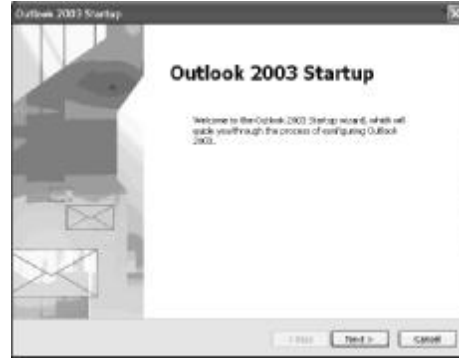 Outlook 2003 Startup
Outlook 2003 Startup
Welcome to the Outlook 2003 Startup wizard, which will
guide you through the process of configuring Outlook
2003.
< Back Next > Cancel